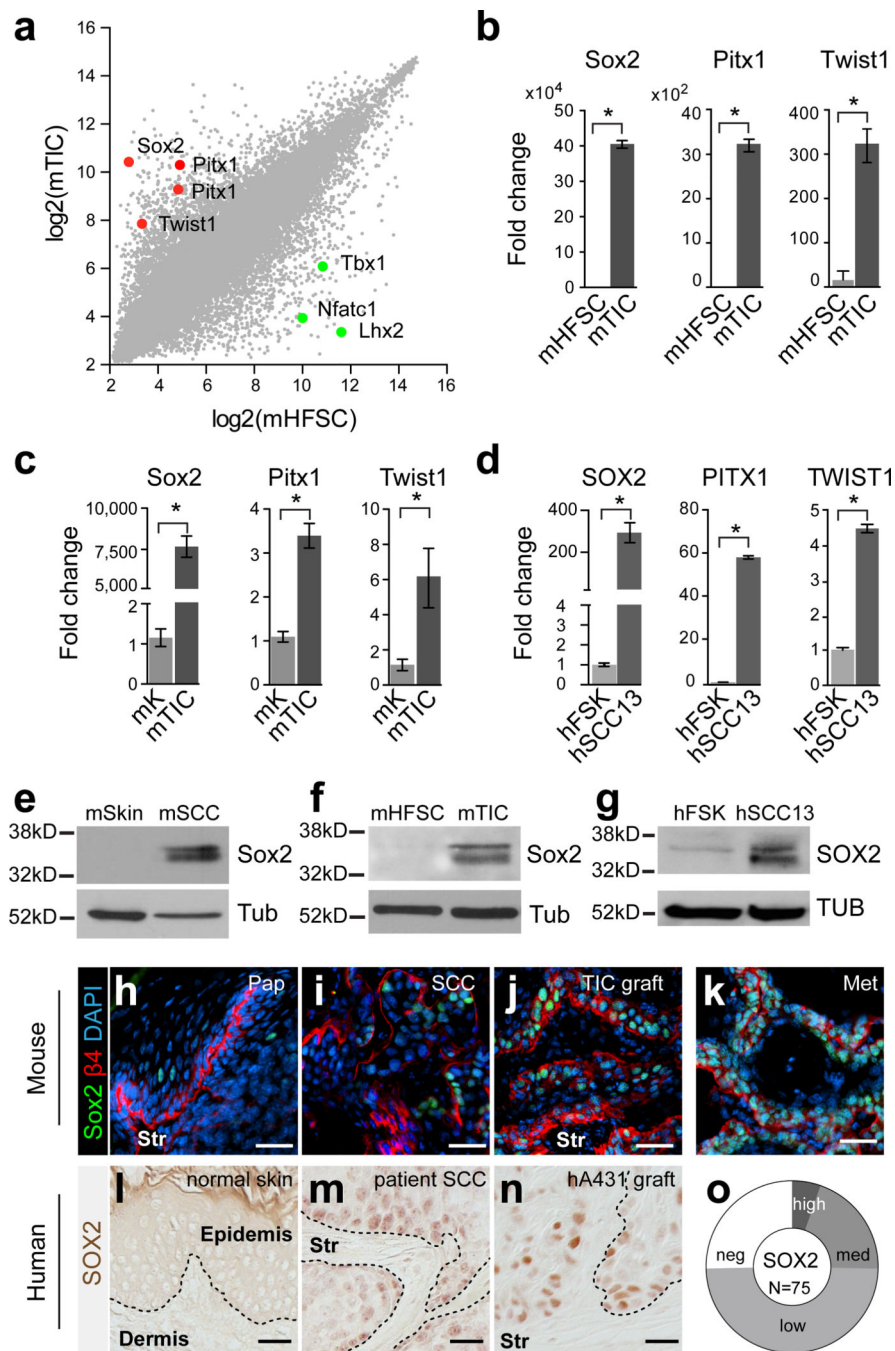 a
16
14
12
10
8
6
4
2
log2(mTIC)
Sox2
Pitx1
Pitx1
Twist1
Tbx1
Nfatc1
Lhx2
2 4 6 8 10 12 14 16
log2(mHFSC)
b
Sox2 Pitx1 Twist1
x10⁴ x10² 400
50 50
40 40 300
30 30 200
20 20
10 10 100
0 0 0
Fold change
* * *
mHFSC mTIC mHFSC mTIC mHFSC mTIC
c
Sox2 Pitx1 Twist1
10,000
7,500
5,000
2
1
0
4
3
2
1
0
10
8
6
4
2
0
Fold change
* * *
mK mTIC mK mTIC mK mTIC
d
SOX2 PITX1 TWIST1
400
200
4
3
2
1
0
80
60
40
20
0
5
4
3
2
1
0
Fold change
* * *
hFSK hSCC13 hFSK hSCC13 hFSK hSCC13
e
mSkin mSCC
38kD
32kD
Sox2
52kD
Tub
f
mHFSC mTIC
38kD
32kD
Sox2
52kD
Tub
g
hFSK hSCC13
38kD
32kD
SOX2
52kD
TUB
Mouse
Sox2 β4 DAPI
h Pap
Str
i SCC
j TIC graft
Str
k Met
Human
SOX2
l normal skin
Epidemis
Dermis
m patient SCC
Str
n hA431 graft
Str
o
high
neg
med
low
SOX2
N=75